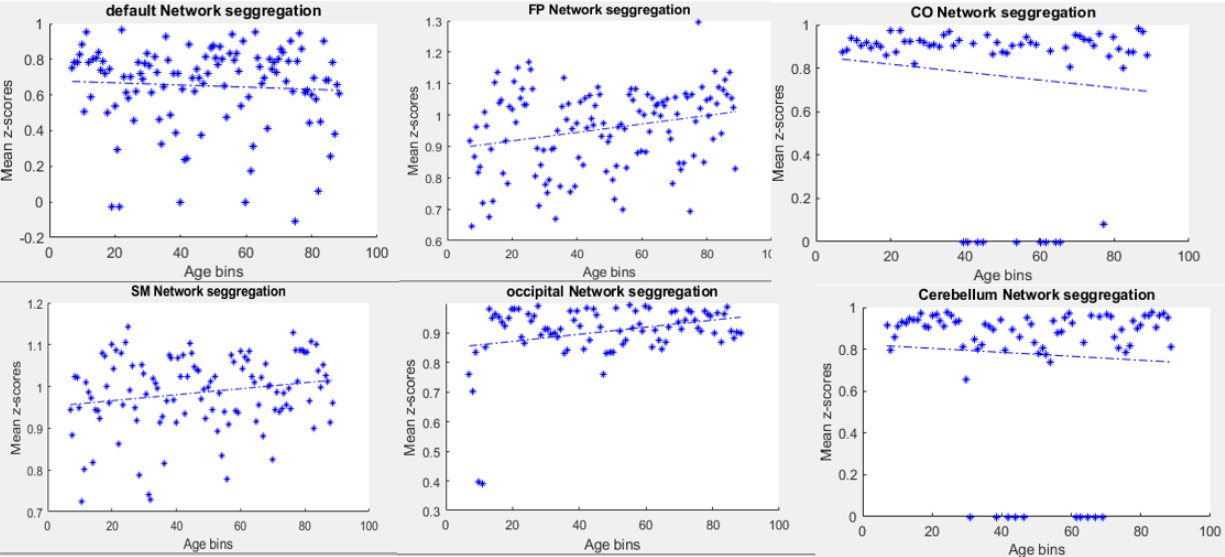 default Network seggregation
1
0.8
0.6
0.4
0.2
0
-0.2
Mean z-scores
0 20 40 60 80 100
Age bins
FP Network seggregation
1.3
1.2
1.1
1
0.9
0.8
0.7
0.6
Mean z-scores
0 20 40 60 80 10
Age bins
CO Network seggregation
1
0.8
0.6
0.4
0.2
0
Mean z-scores
0 20 40 60 80 100
Age bins
SM Network seggregation
1.2
1.1
1
0.9
0.8
0.7
Mean z-scores
0 20 40 60 80 100
Age bins
occipital Network seggregation
0.9
0.8
0.7
0.6
0.5
0.4
0.3
Mean z-scores
0 20 40 60 80 100
Age bins
Cerebellum Network seggregation
1
0.8
0.6
0.4
0.2
0
Mean z-scores
0 20 40 60 80 100
Age bins